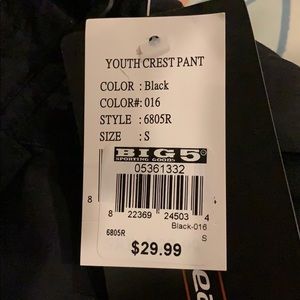 YOUTH CREST PANT
COLOR : Black
COLOR#: 016
STYLE : 6805R
SIZE : S
BIG 5
SPORTING GOODS
05361332
8 22369 24503 4
Black-016
6805R
S
$29.99